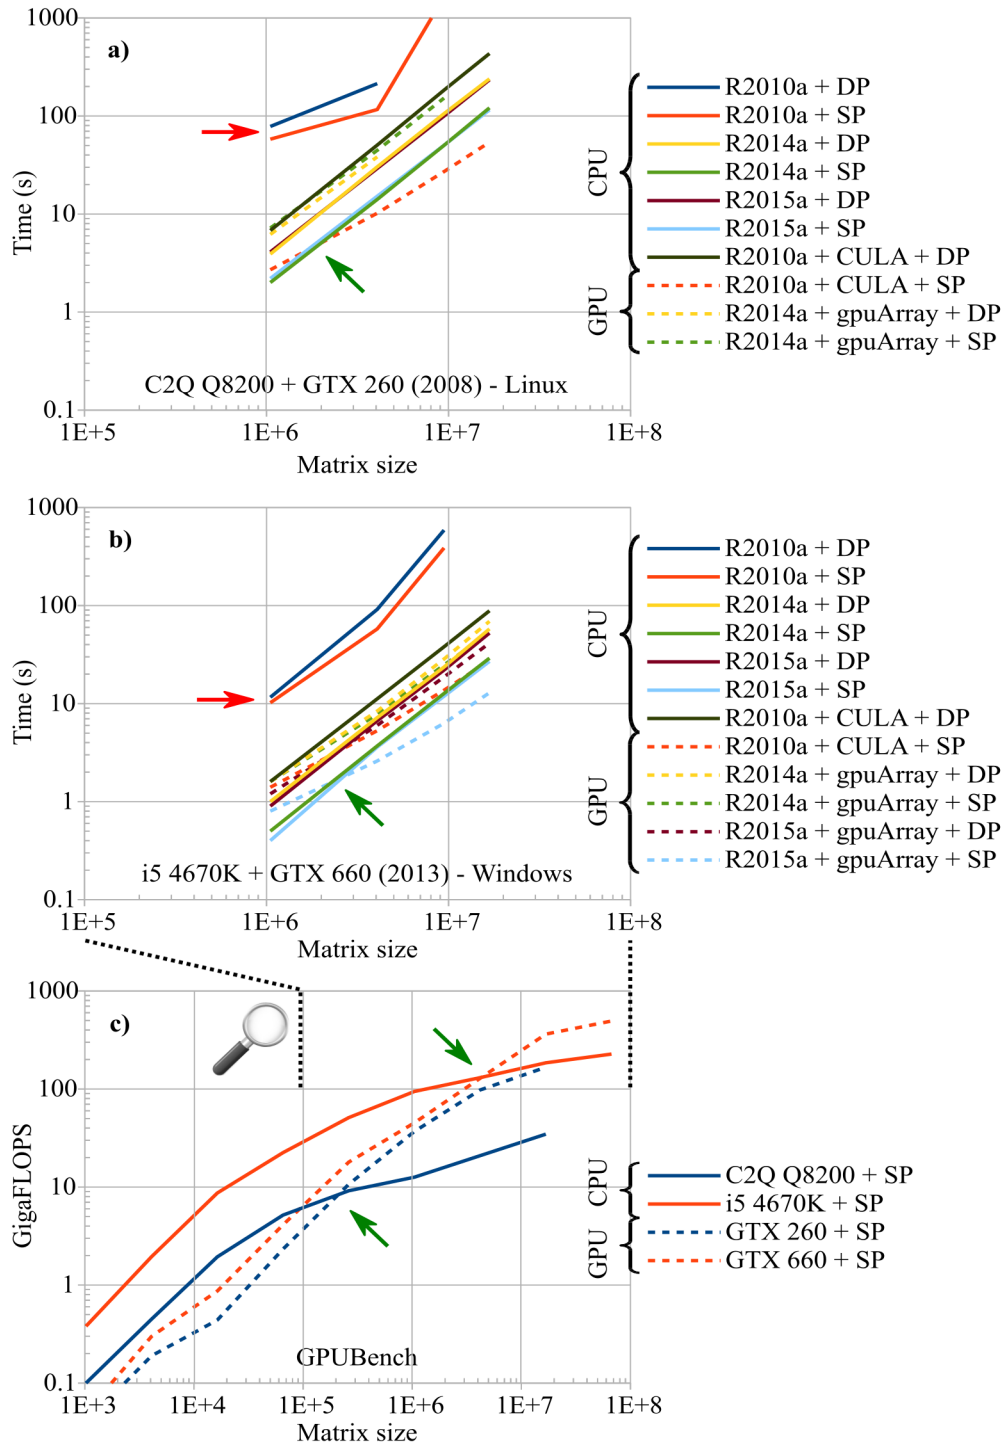 1000
a)
100
10
1
0.1
Time (s)
C2Q Q8200 + GTX 260 (2008) - Linux
1E+5 1E+6 1E+7 1E+8
Matrix size
CPU
GPU
R2010a + DP
R2010a + SP
R2014a + DP
R2014a + SP
R2015a + DP
R2015a + SP
R2010a + CULA + DP
R2010a + CULA + SP
R2014a + gpuArray + DP
R2014a + gpuArray + SP
1000
b)
100
10
1
0.1
Time (s)
i5 4670K + GTX 660 (2013) - Windows
1E+5 1E+6 1E+7 1E+8
Matrix size
CPU
GPU
R2010a + DP
R2010a + SP
R2014a + DP
R2014a + SP
R2015a + DP
R2015a + SP
R2010a + CULA + DP
R2010a + CULA + SP
R2014a + gpuArray + DP
R2014a + gpuArray + SP
R2015a + gpuArray + DP
R2015a + gpuArray + SP
1000
c)
100
10
1
0.1
GigaFLOPS
GPUBench
1E+3 1E+4 1E+5 1E+6 1E+7 1E+8
Matrix size
CPU
GPU
C2Q Q8200 + SP
i5 4670K + SP
GTX 260 + SP
GTX 660 + SP